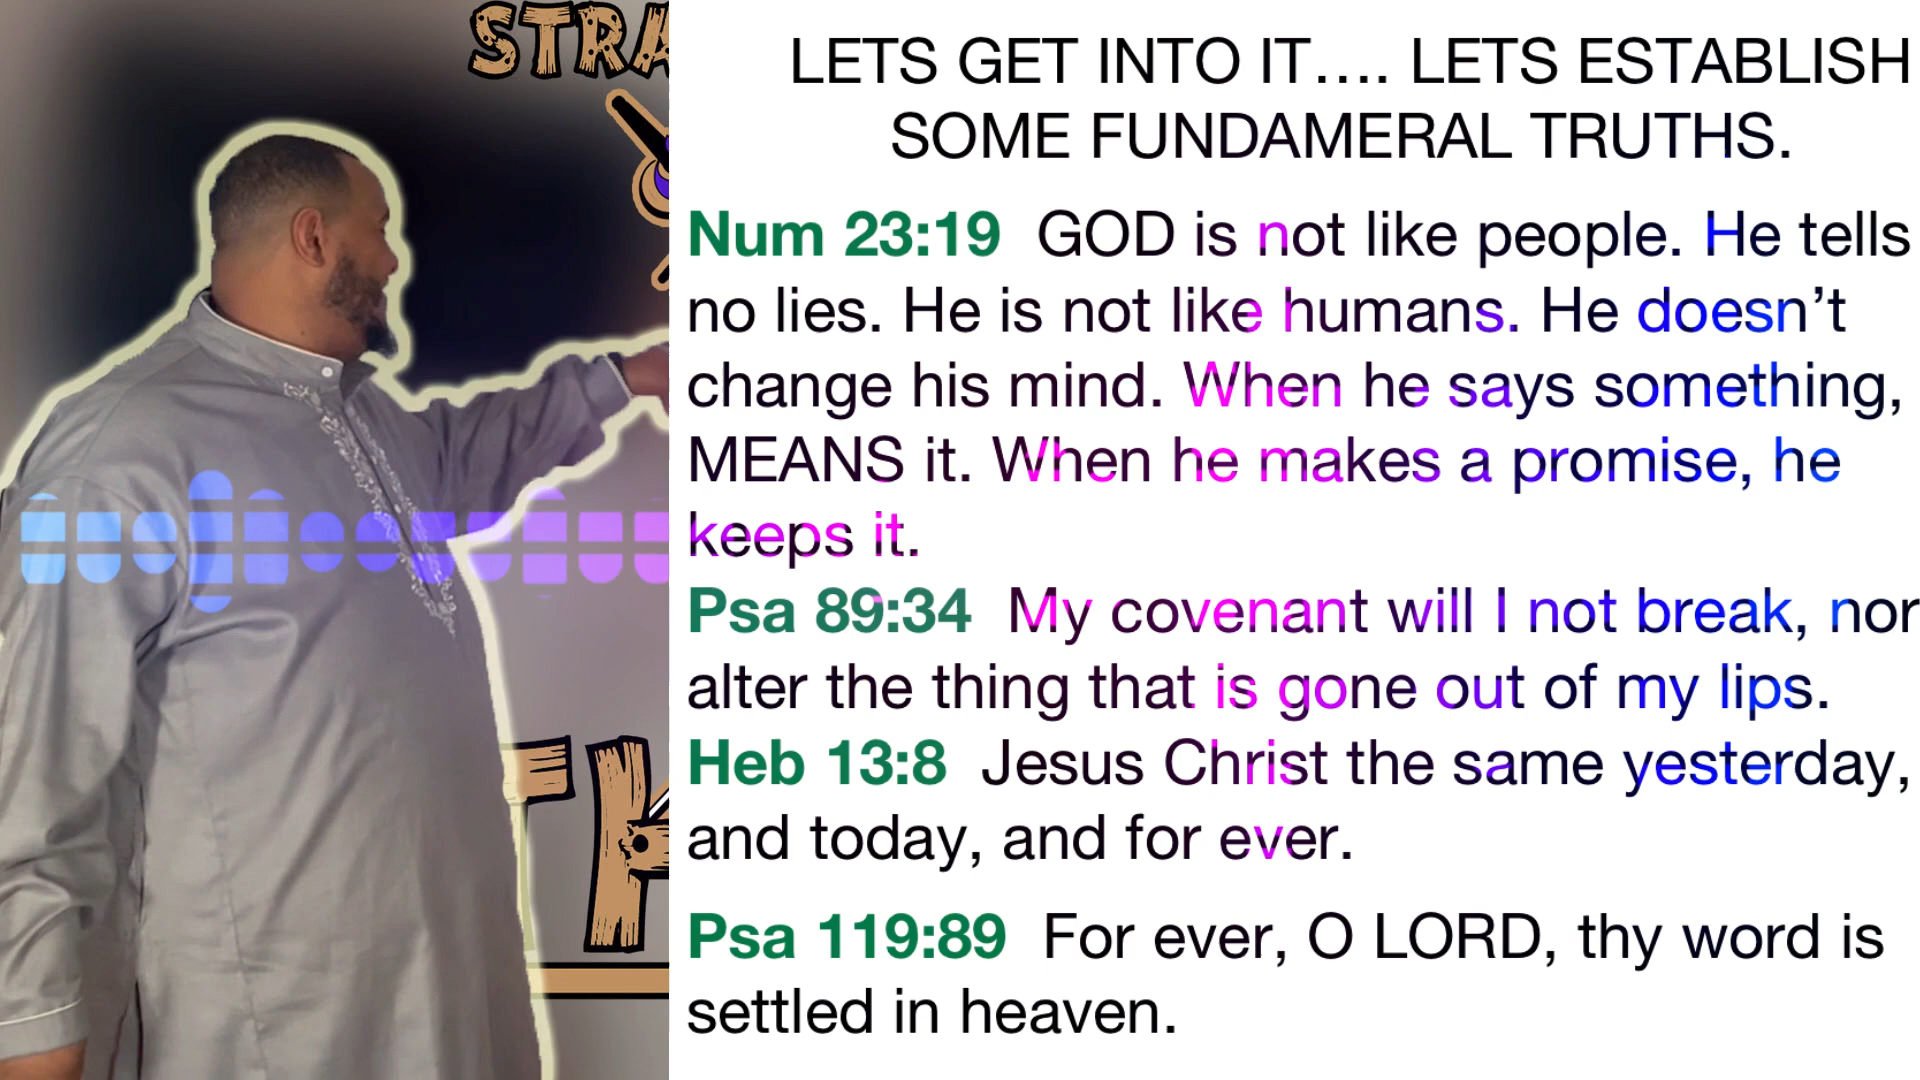 STRA
LETS GET INTO IT…. LETS ESTABLISH
SOME FUNDAMERAL TRUTHS.
Num 23:19 GOD is not like people. He tells
no lies. He is not like humans. He doesn’t
change his mind. When he says something,
MEANS it. When he makes a promise, he
keeps it.
Psa 89:34 My covenant will I not break, nor
alter the thing that is gone out of my lips.
Heb 13:8 Jesus Christ the same yesterday,
and today, and for ever.
Psa 119:89 For ever, O LORD, thy word is
settled in heaven.